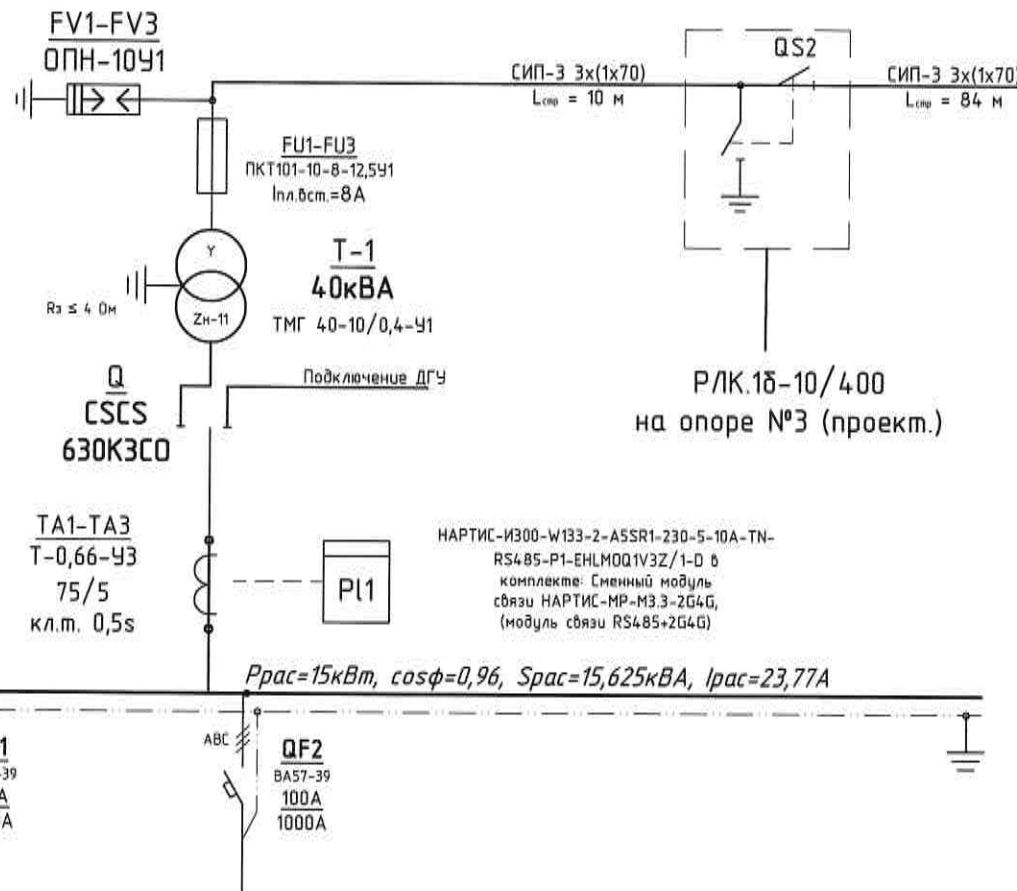 FV1-FV3
ОПН-10У1
QS2
СИП-3 3х(1х70)
Lстр = 10 м
СИП-3 3х(1х70)
Lстр = 84 м
FU1-FU3
ПКТ101-10-8-12,5У1
Iпл.вст.=8А
Y
Zн-11
Rз ≤ 4 Ом
Т-1
40кВА
ТМГ 40-10/0,4-У1
Q
CSCS
630K3CO
Подключение ДГУ
РЛК.1б-10/400
на опоре №3 (проект.)
ТА1-ТА3
Т-0,66-У3
75/5
кл.т. 0,5s
PI1
НАРТИС-И300-W133-2-A5SR1-230-5-10A-TN-
RS485-P1-EHLMOQ1V3Z/1-D в
комплекте: Сменный модуль
связи НАРТИС-МР-М3.3-2G4G,
(модуль связи RS485+2G4G)
Ррас=15кВт, cosφ=0,96, Sрас=15,625кВА, Iрас=23,77А
ABC
QF2
ВА57-39
100А
1000А
1
-39
А
А